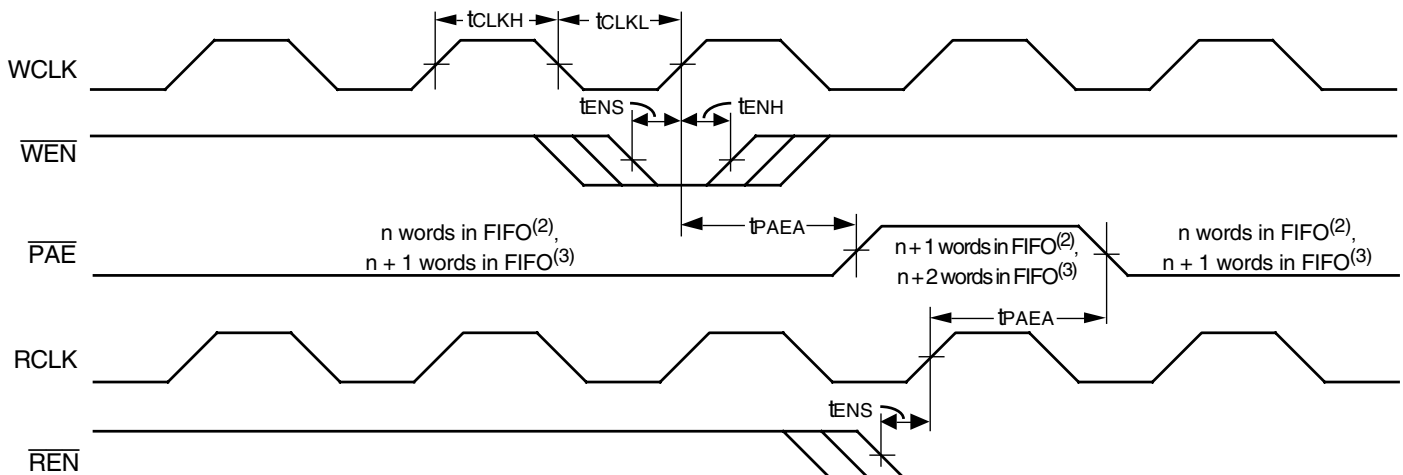 tCLKH
tCLKL
WCLK
tENS
tENH
WEN
tPAEA
n words in FIFO(2),
n + 1 words in FIFO(3)
PAE
n + 1 words in FIFO(2),
n + 2 words in FIFO(3)
n words in FIFO(2),
n + 1 words in FIFO(3)
tPAEA
RCLK
tENS
REN